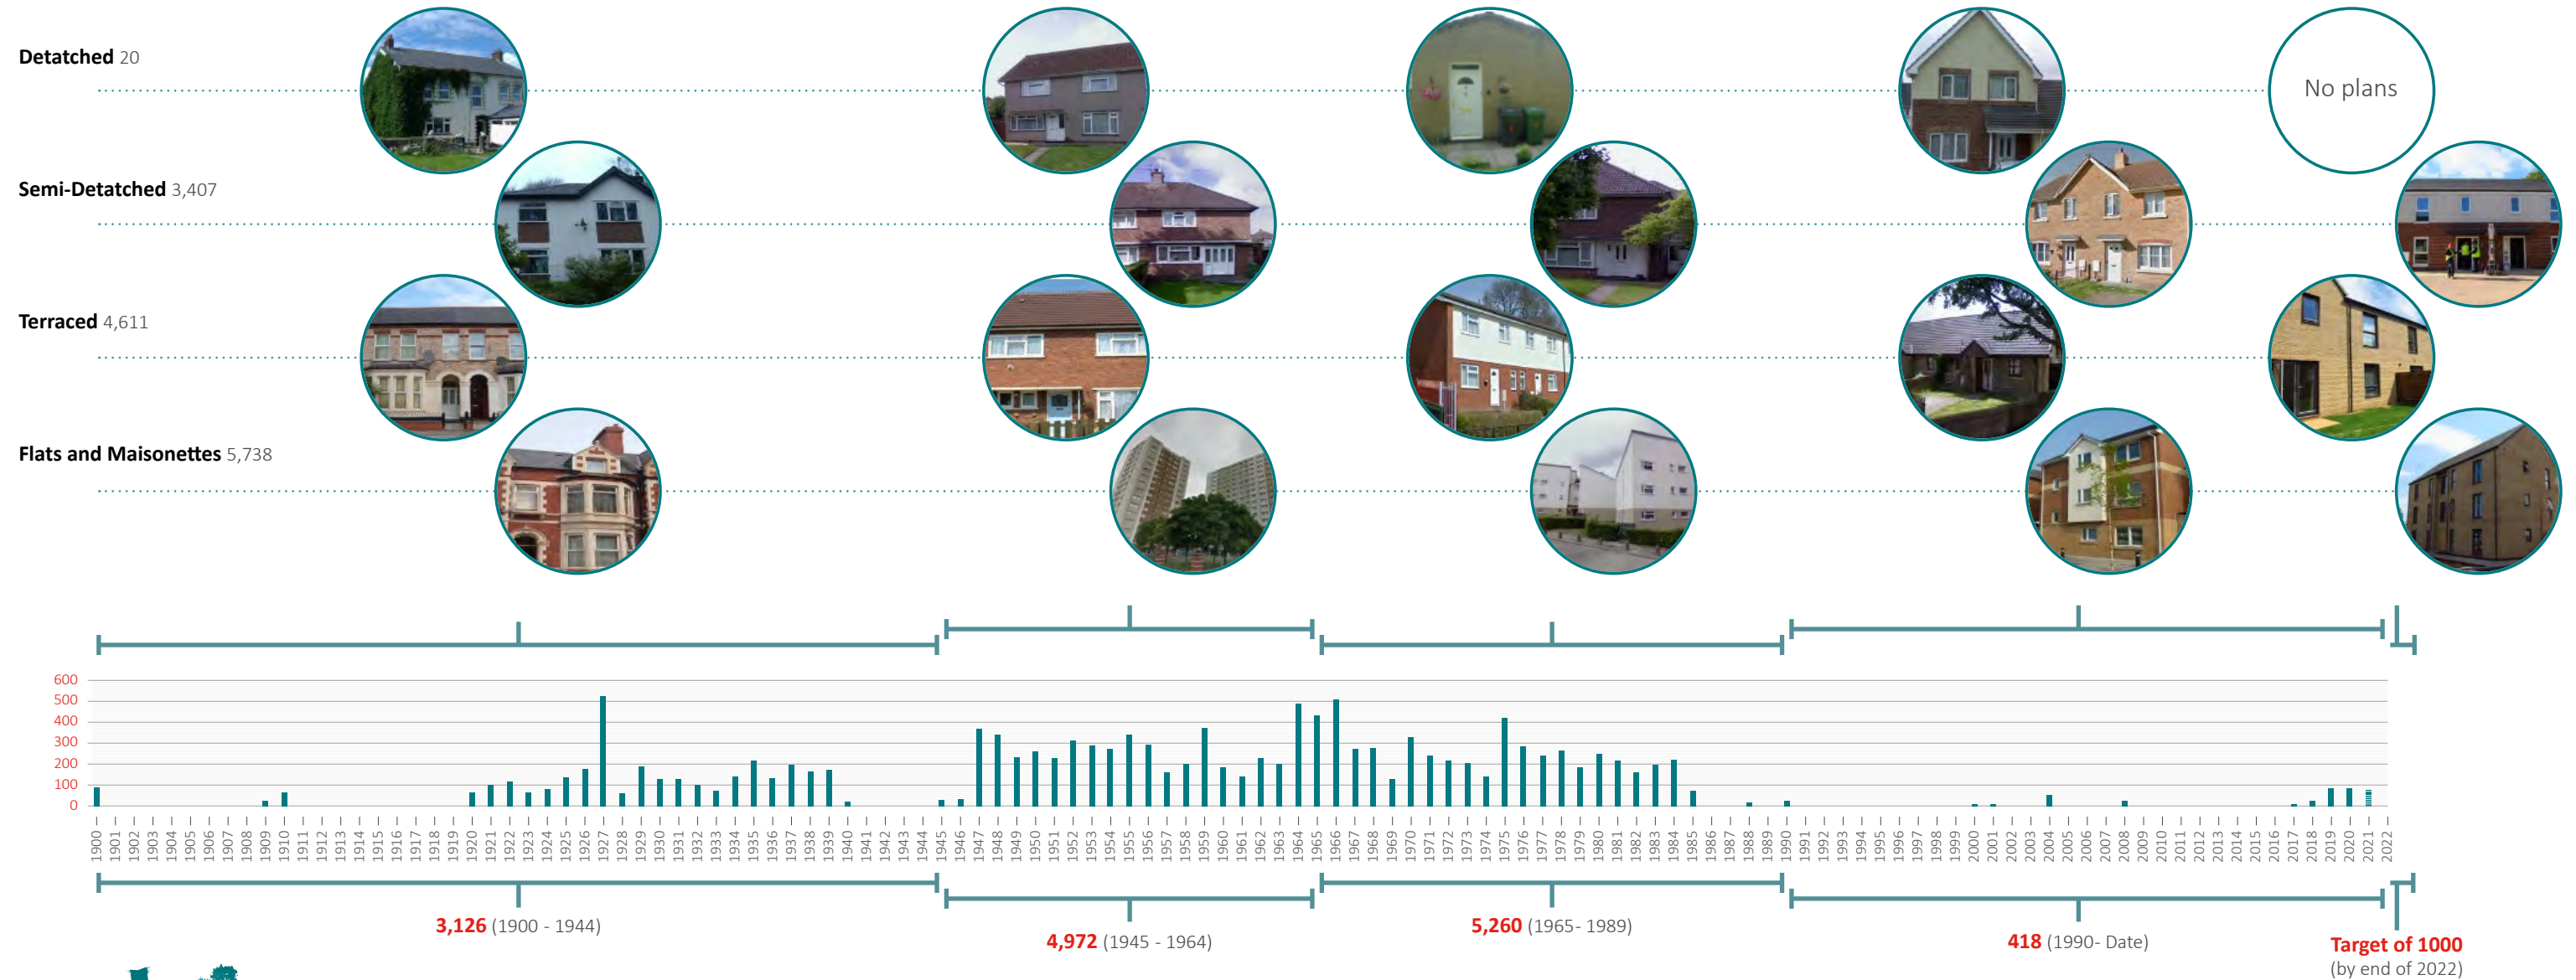 Detatched 20
No plans
Semi-Detatched 3,407
Terraced 4,611
Flats and Maisonettes 5,738
600
500
400
300
200
100
0
1900 1901 1902 1903 1904 1905 1906 1907 1908 1909 1910 1911 1912 1913 1914 1915 1916 1917 1918 1919 1920 1921 1922 1923 1924 1925 1926 1927 1928 1929 1930 1931 1932 1933 1934 1935 1936 1937 1938 1939 1940 1941 1942 1943 1944 1945 1946 1947 1948 1949 1950 1951 1952 1953 1954 1955 1956 1957 1958 1959 1960 1961 1962 1963 1964 1965 1966 1967 1968 1969 1970 1971 1972 1973 1974 1975 1976 1977 1978 1979 1980 1981 1982 1983 1984 1985 1986 1987 1988 1989 1990 1991 1992 1993 1994 1995 1996 1997 1998 1999 2000 2001 2002 2003 2004 2005 2006 2007 2008 2009 2010 2011 2012 2013 2014 2015 2016 2017 2018 2019 2020 2021 2022
3,126 (1900 - 1944)
4,972 (1945 - 1964)
5,260 (1965- 1989)
418 (1990- Date)
Target of 1000
(by end of 2022)